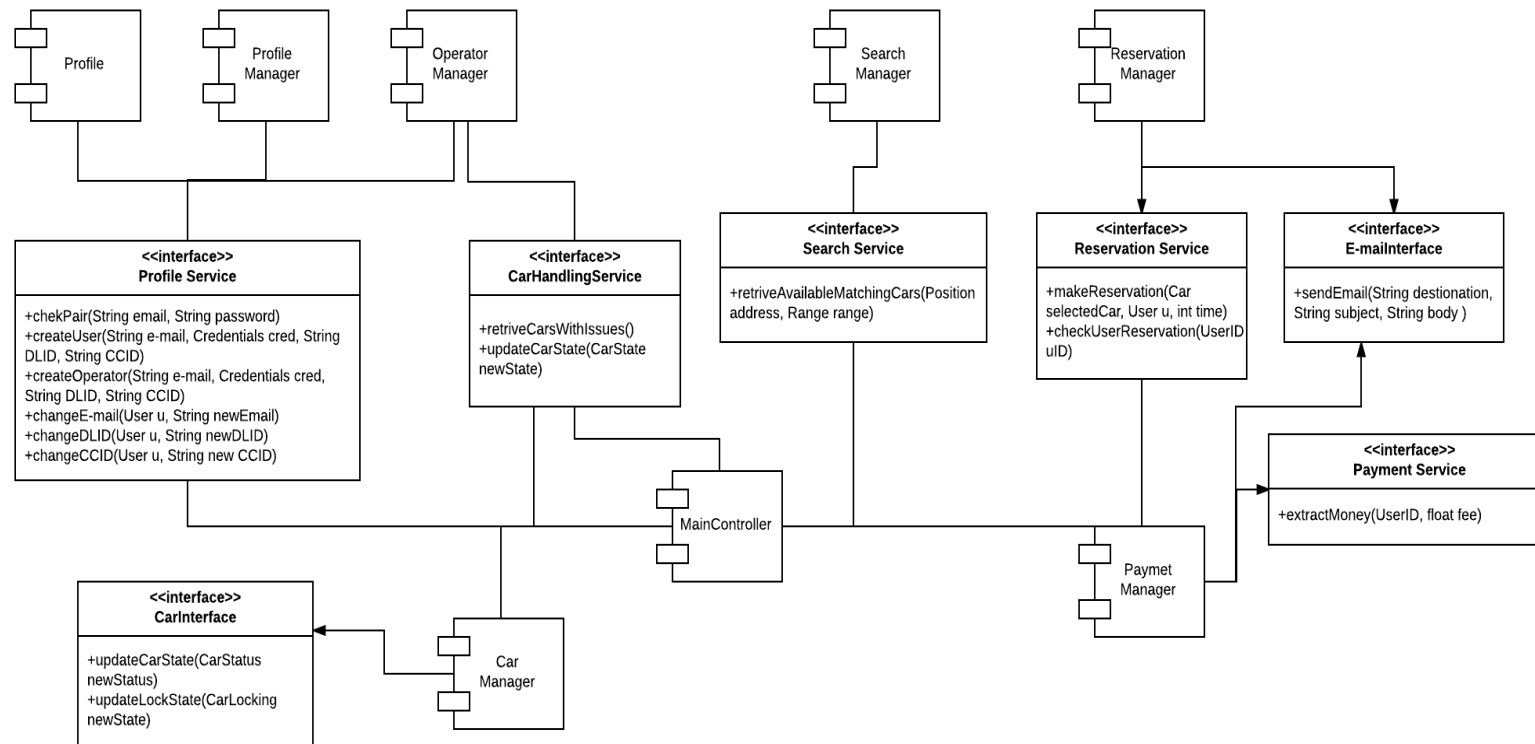 Profile
Profile
Manager
Operator
Manager
Search
Manager
Reservation
Manager
<<interface>>
Profile Service
+chekPair(String email, String password)
+createUser(String e-mail, Credentials cred, String
DLID, String CCID)
+createOperator(String e-mail, Credentials cred,
String DLID, String CCID)
+changeE-mail(User u, String newEmail)
+changeDLID(User u, String newDLID)
+changeCCID(User u, String new CCID)
<<interface>>
CarHandlingService
+retriveCarsWithIssues()
+updateCarState(CarState
newState)
<<interface>>
Search Service
+retriveAvailableMatchingCars(Position
address, Range range)
<<interface>>
Reservation Service
+makeReservation(Car
selectedCar, User u, int time)
+checkUserReservation(UserID
uID)
<<interface>>
E-mailInterface
+sendEmail(String destionation,
String subject, String body )
<<interface>>
Payment Service
+extractMoney(UserID, float fee)
MainController
Paymet
Manager
<<interface>>
CarInterface
+updateCarState(CarStatus
newStatus)
+updateLockState(CarLocking
newState)
Car
Manager